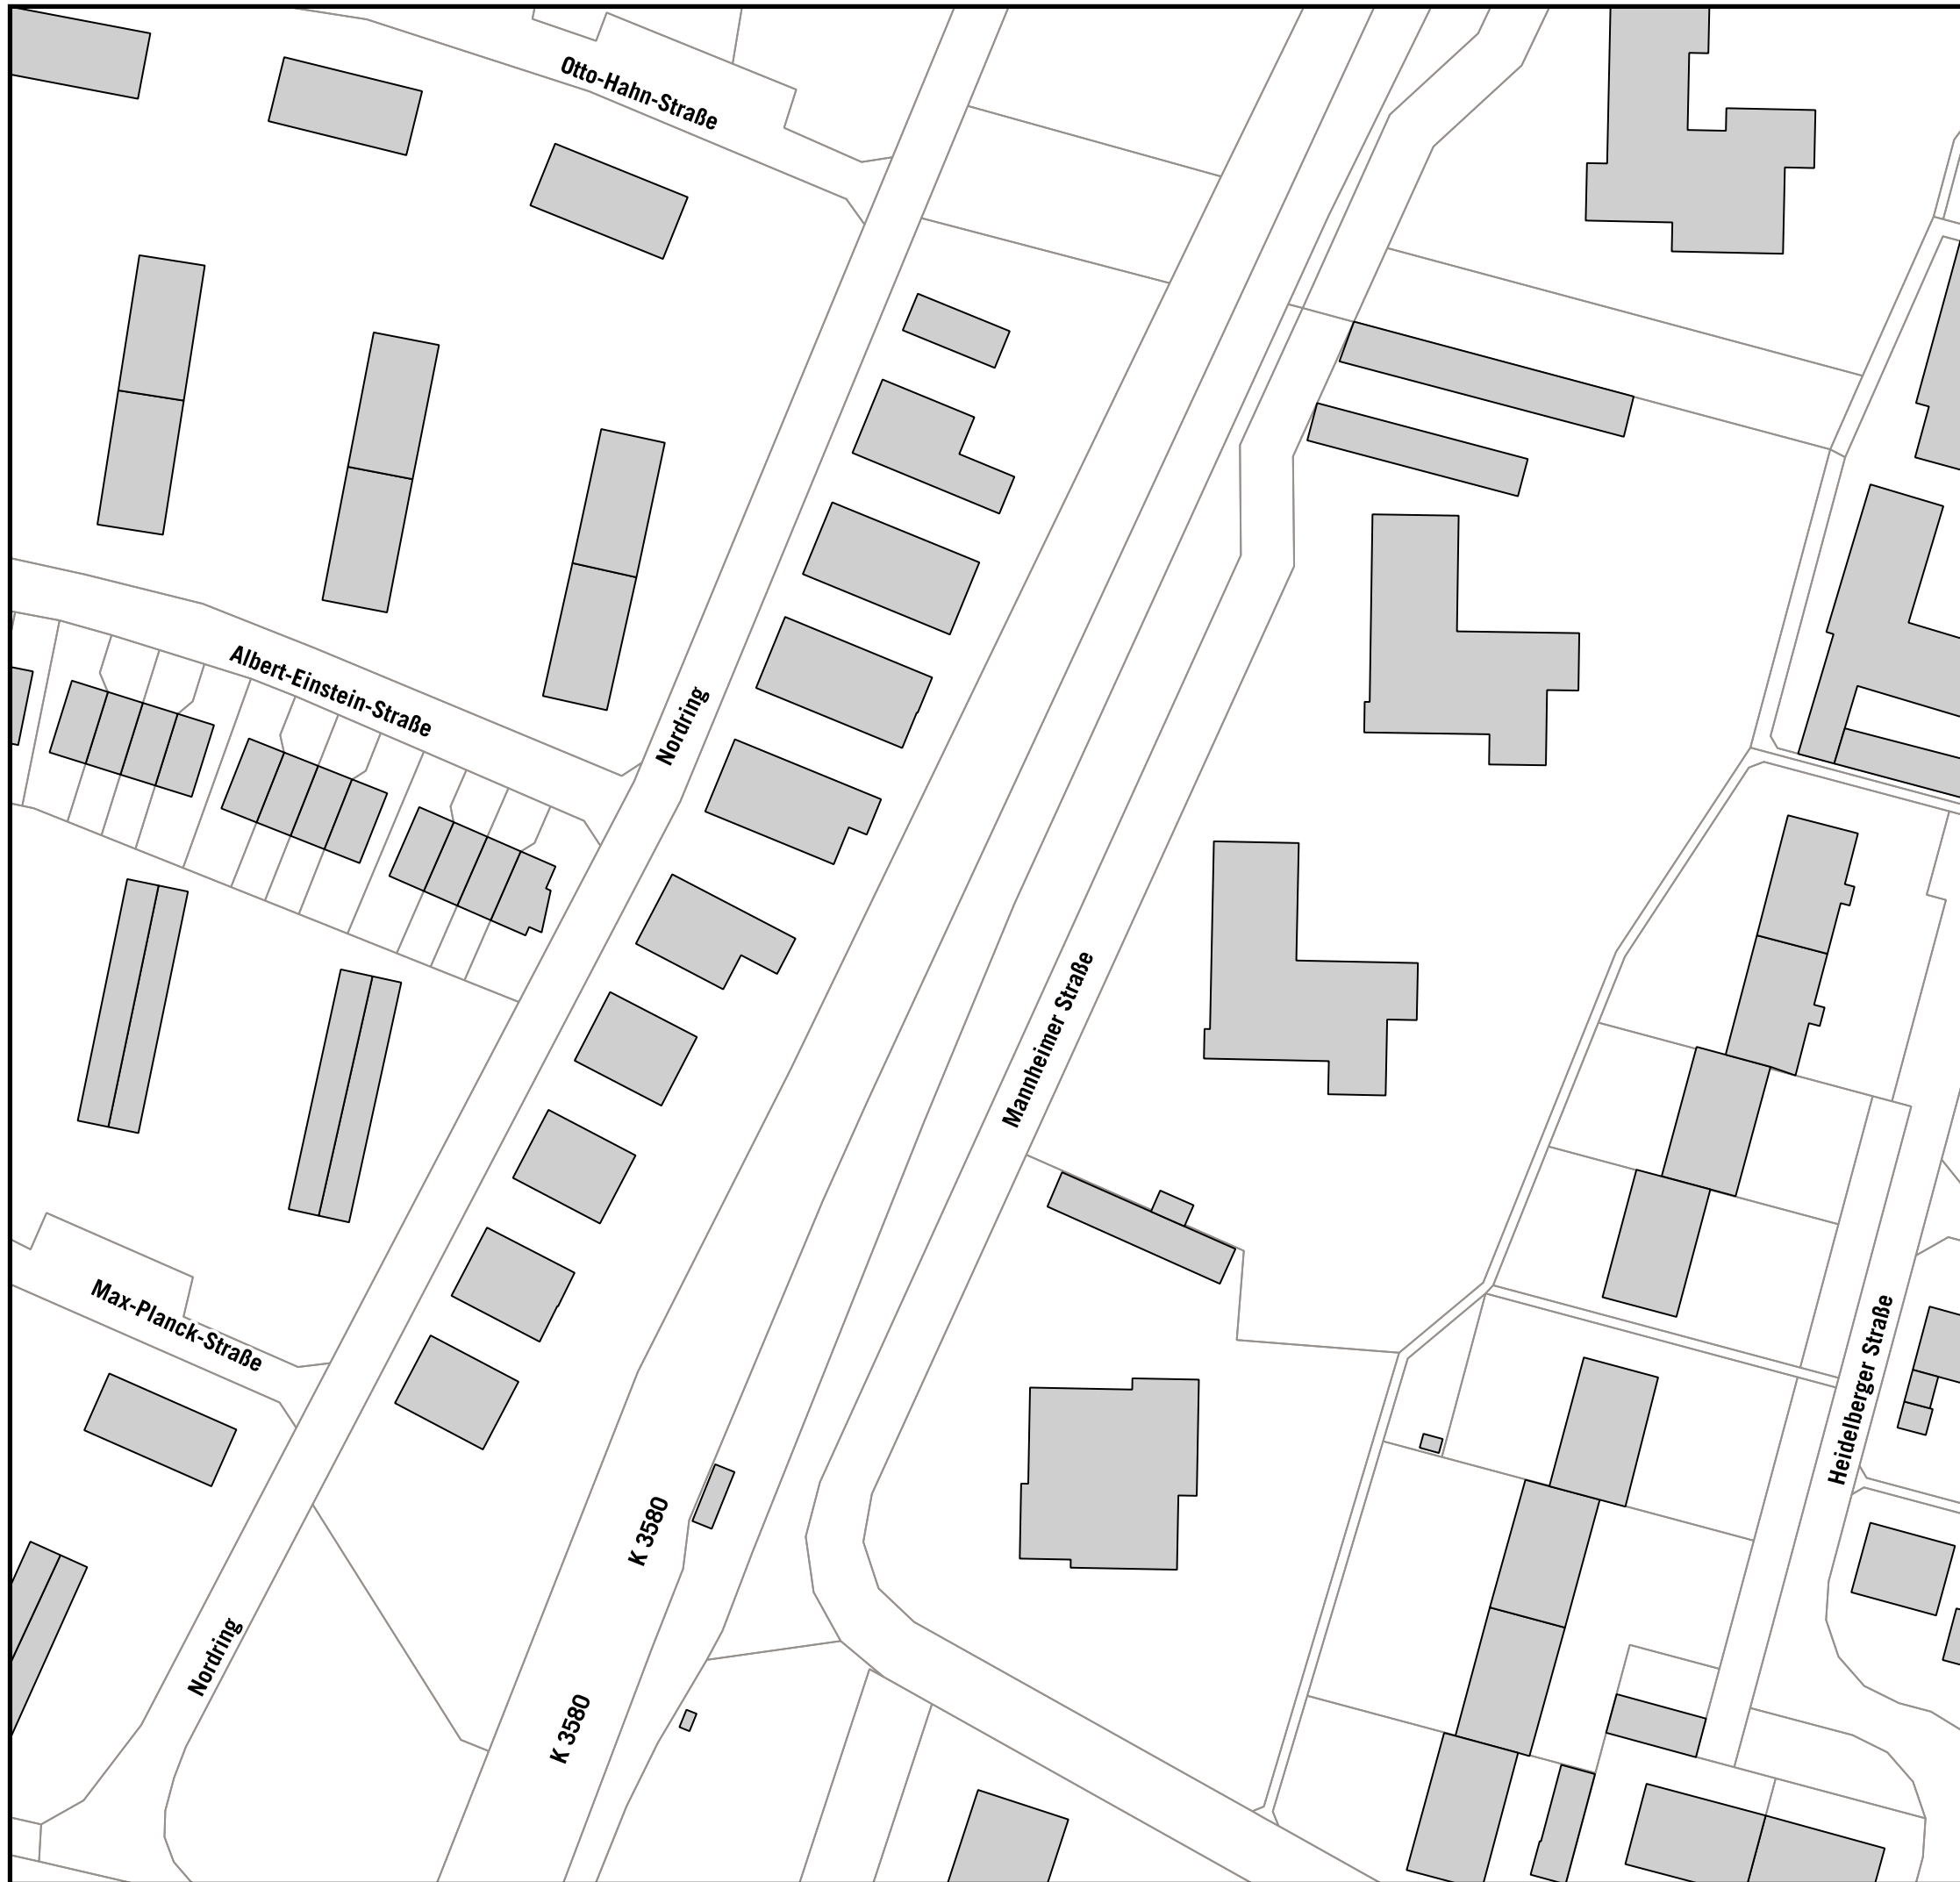 Otto-Hahn-Straße
Albert-Einstein-Straße
Nordring
Mannheimer Straße
Max-Planck-Straße
Heidelberger Straße
K 3580
Nordring
K 3580